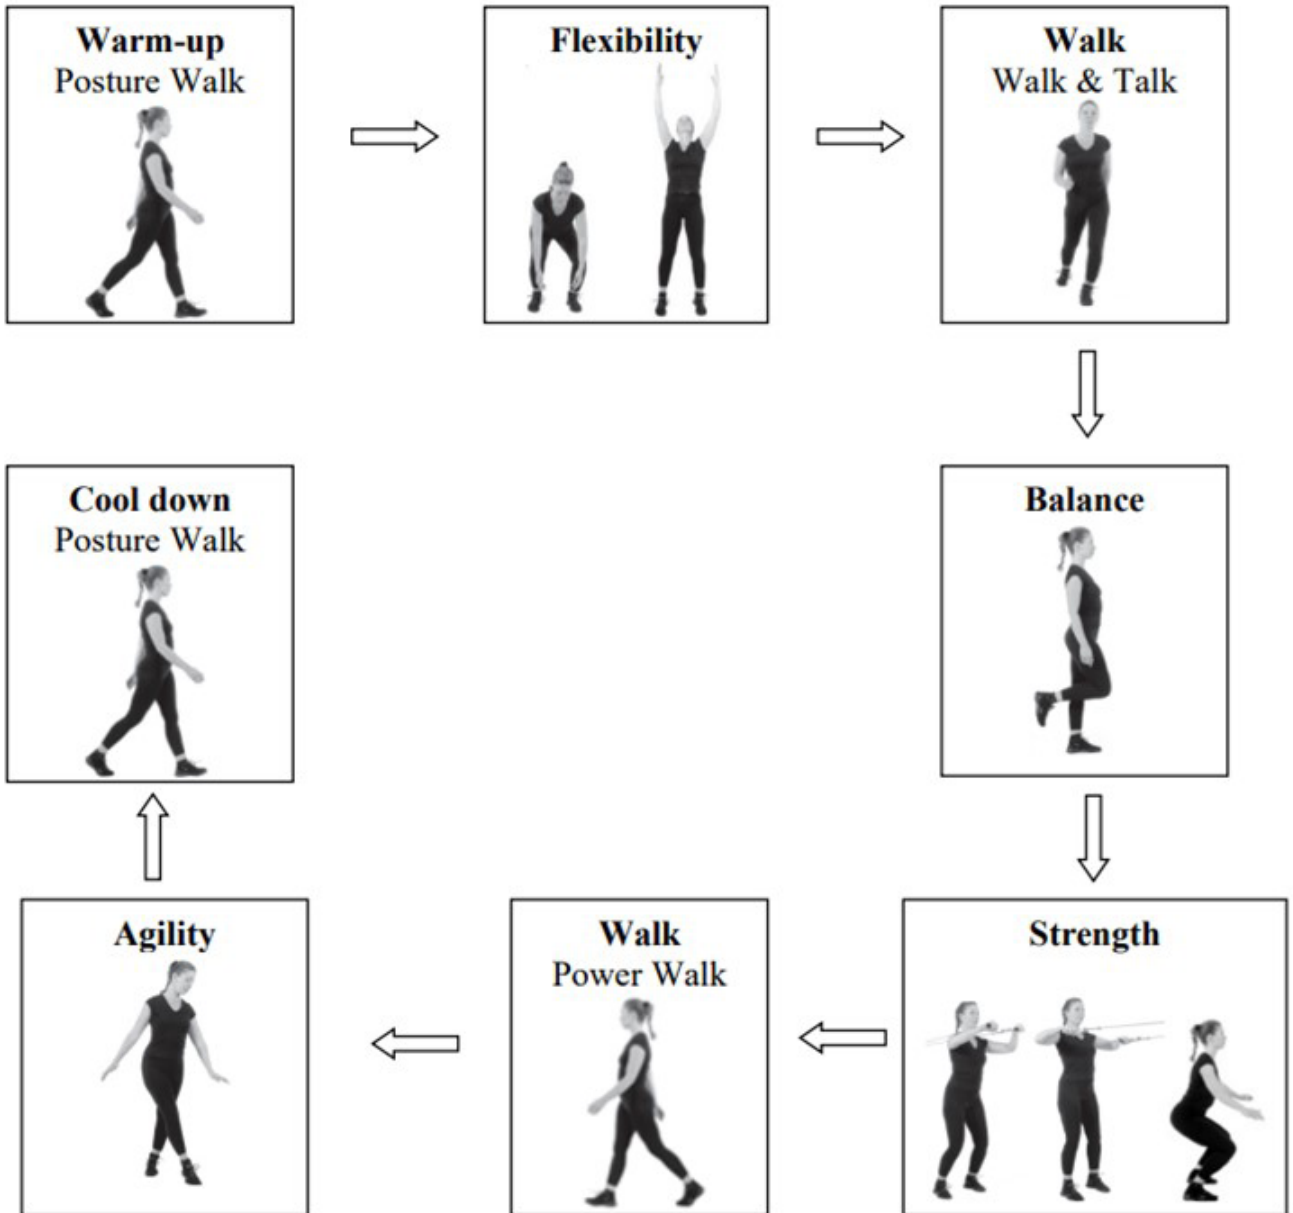 Warm-up
Posture Walk
Flexibility
Walk
Walk & Talk
Balance
Strength
Walk
Power Walk
Agility
Cool down
Posture Walk